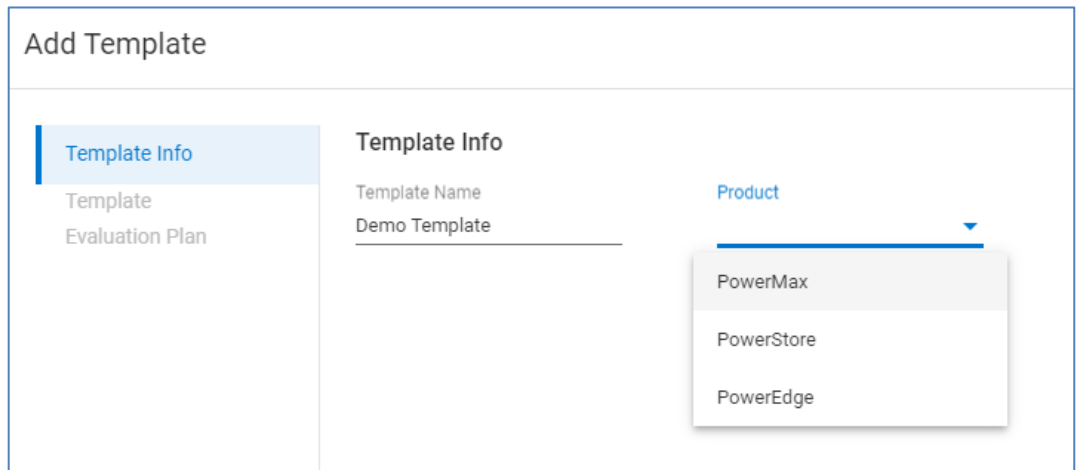 Add Template
Template Info
Template
Evaluation Plan
Template Info
Template Name
Demo Template
Product
PowerMax
PowerStore
PowerEdge